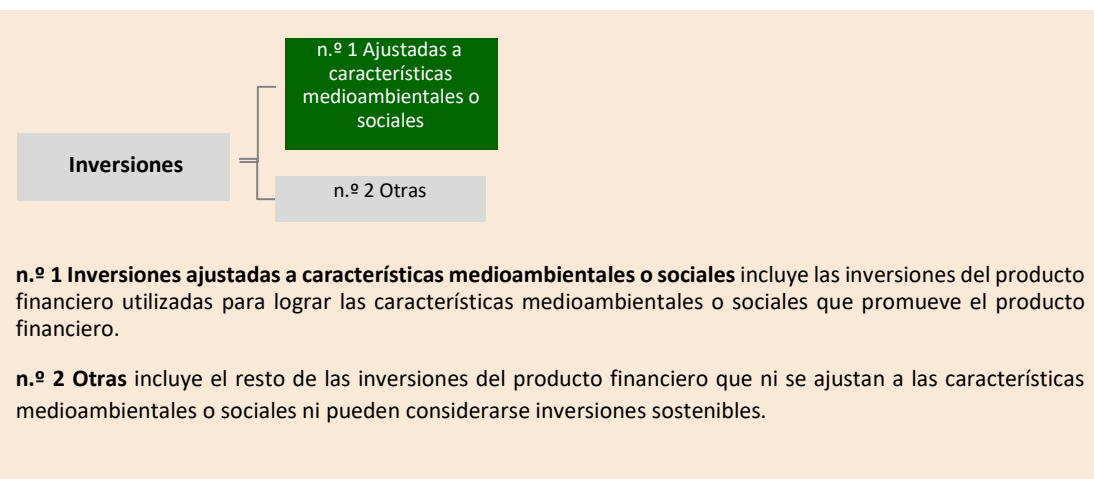 n.º 1 Ajustadas a
características
medioambientales o
sociales
Inversiones
n.º 2 Otras
n.º 1 Inversiones ajustadas a características medioambientales o sociales incluye las inversiones del producto
financiero utilizadas para lograr las características medioambientales o sociales que promueve el producto
financiero.
n.º 2 Otras incluye el resto de las inversiones del producto financiero que ni se ajustan a las características
medioambientales o sociales ni pueden considerarse inversiones sostenibles.